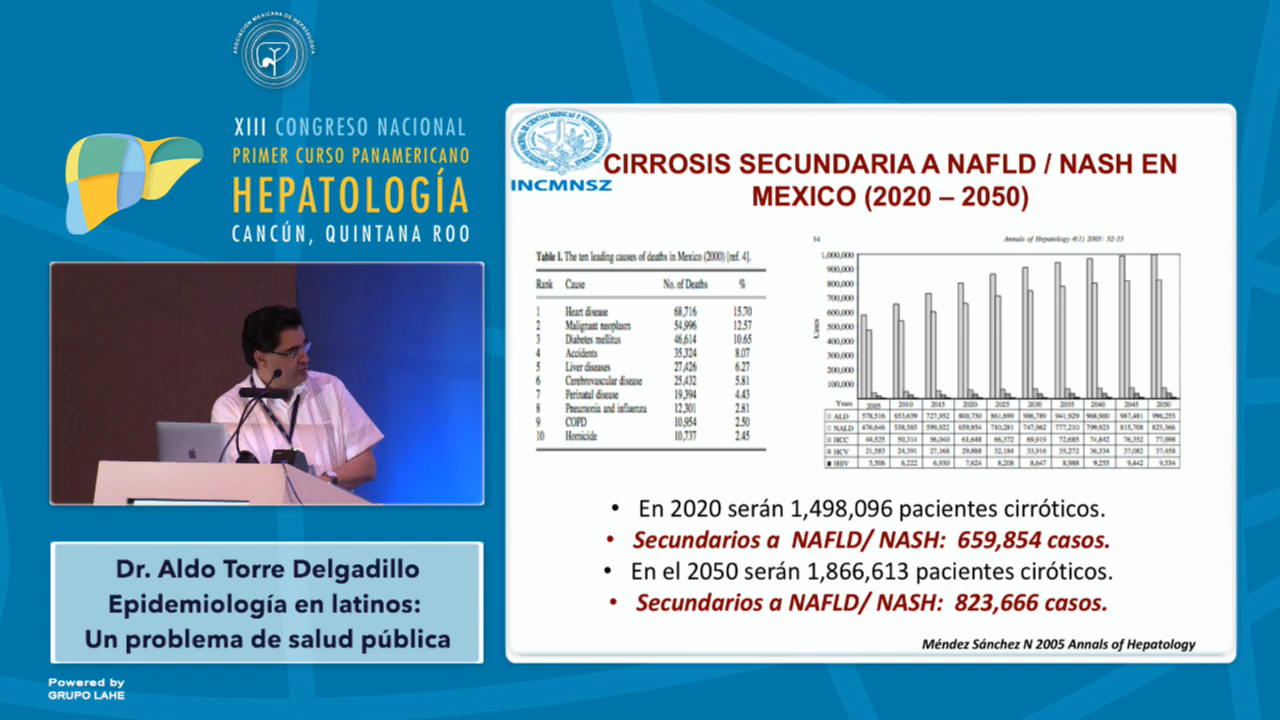 ASOCIACIÓN MEXICANA DE HEPATOLOGÍA
XIII CONGRESO NACIONAL
PRIMER CURSO PANAMERICANO
HEPATOLOGÍA
CANCÚN, QUINTANA ROO
Dr. Aldo Torre Delgadillo
Epidemiología en latinos:
Un problema de salud pública
Powered by
GRUPO LAHE
INCMNSZ
CIRROSIS SECUNDARIA A NAFLD / NASH EN
MEXICO (2020 – 2050)
Table I. The ten leading causes of deaths in Mexico (2000) [ref. 4].
Rank Cause No. of Deaths %
1 Heart disease 68,716 15.70
2 Malignant neoplasm 54,996 12.57
3 Diabetes mellitus 46,614 10.65
4 Accidents 35,324 8.07
5 Liver diseases 27,426 6.27
6 Cerebrovascular disease 25,432 5.81
7 Perinatal disease 19,394 4.43
8 Pneumonia and influenza 12,301 2.81
9 COPD 10,954 2.50
10 Homicide 10,737 2.45
54 Annals of Hepatology 4(1) 2005: 52-55
1,000,000
900,000
800,000
700,000
600,000
500,000
400,000
300,000
200,000
100,000
Cases
Years 2005 2010 2015 2020 2025 2030 2035 2040 2045 2050
ALD 578,516 653,639 727,952 800,730 861,699 906,789 941,929 968,900 987,481 996,255
NALD 476,646 538,585 599,922 659,854 710,281 747,962 777,210 799,923 815,708 823,366
HCC 44,525 50,314 56,040 61,648 66,372 69,919 72,685 74,842 76,352 77,098
HCV 21,583 24,391 27,168 29,888 32,184 33,916 35,272 36,334 37,082 37,458
HBV 5,506 6,222 6,930 7,624 8,208 8,647 8,988 9,255 9,442 9,534
• En 2020 serán 1,498,096 pacientes cirróticos.
• Secundarios a NAFLD/ NASH: 659,854 casos.
• En el 2050 serán 1,866,613 pacientes ciróticos.
• Secundarios a NAFLD/ NASH: 823,666 casos.
Méndez Sánchez N 2005 Annals of Hepatology